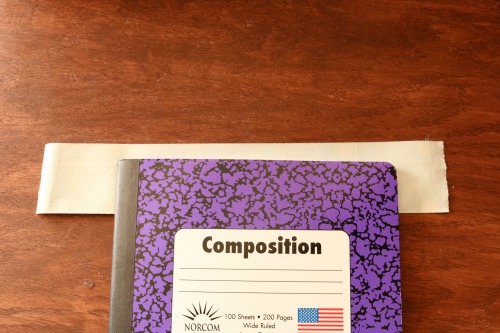 Composition
100 Sheets • 200 Pages
Wide Ruled
NORCOM